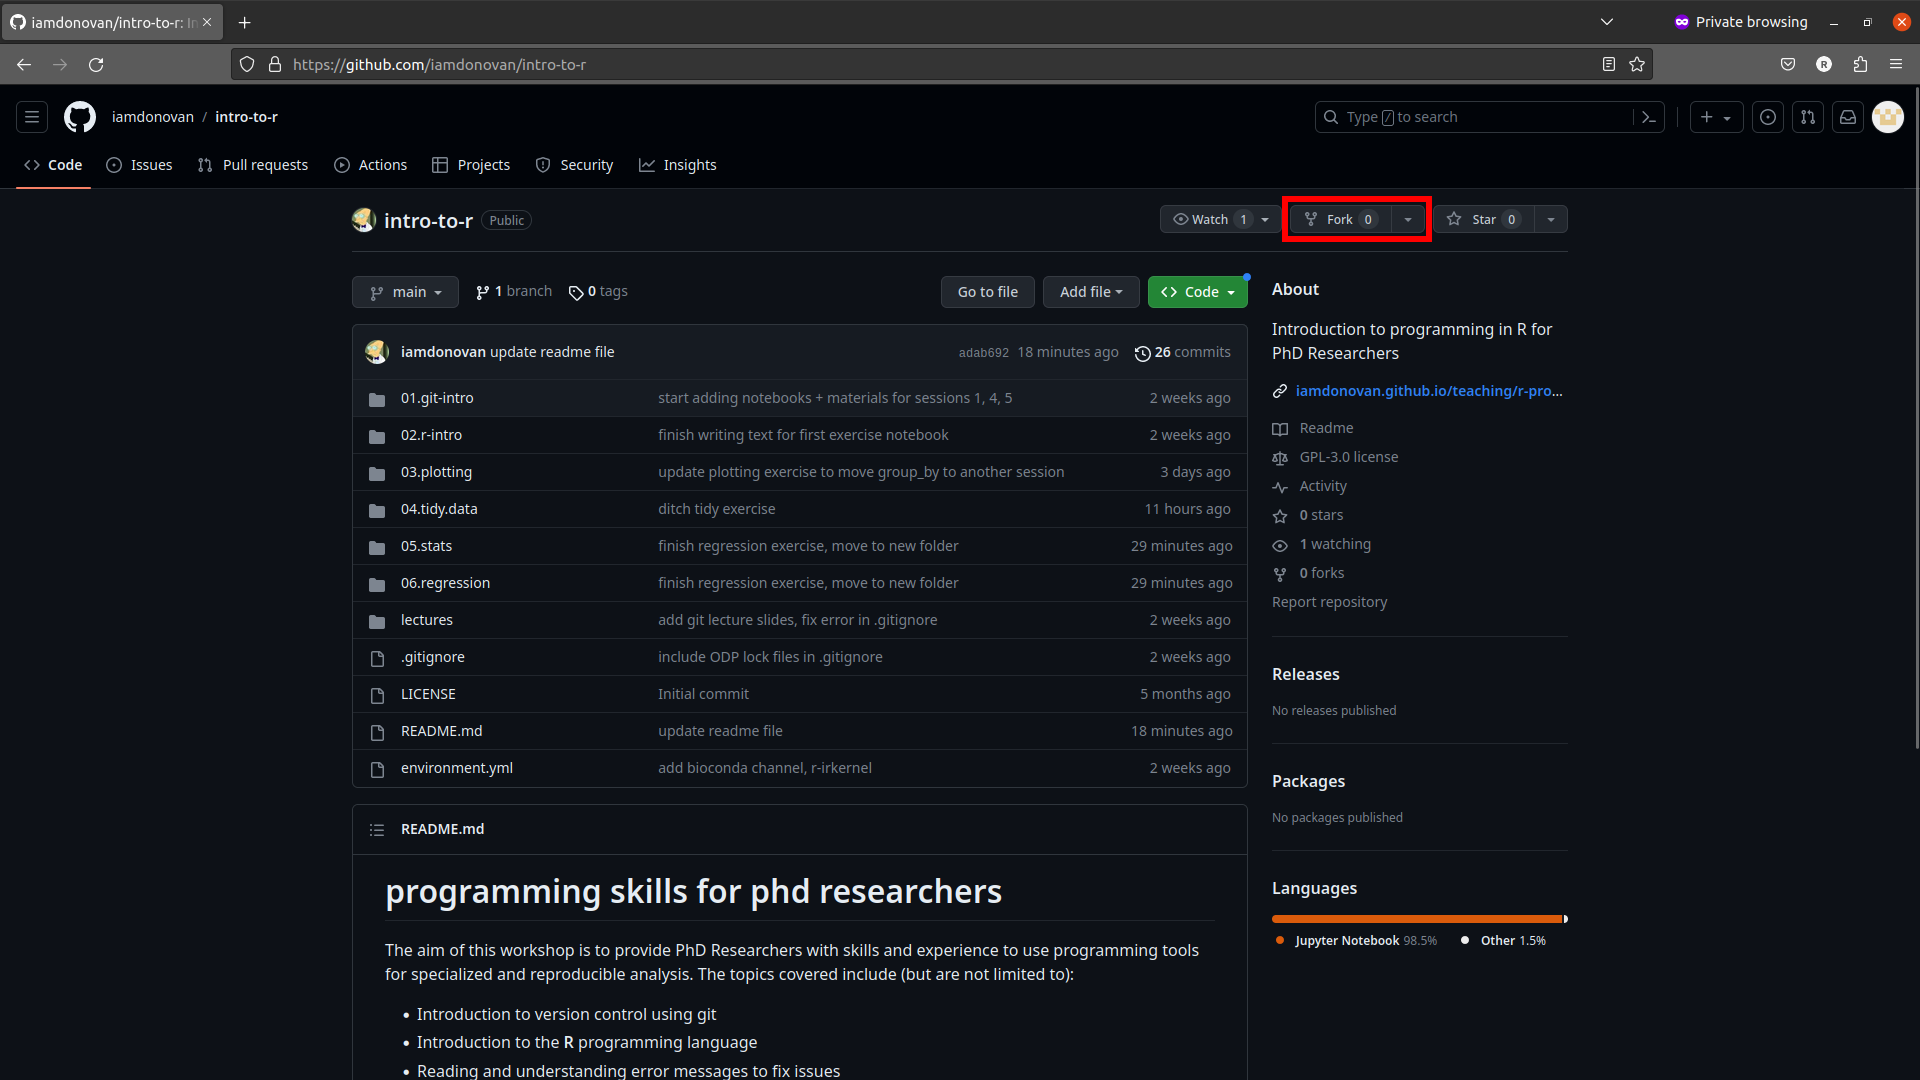 iamdonovan/intro-to-r: In
Private browsing
https://github.com/iamdonovan/intro-to-r
R
iamdonovan / intro-to-r
Type / to search
Code
Issues
Pull requests
Actions
Projects
Security
Insights
intro-to-r Public
Watch 1
Fork 0
Star 0
main
1 branch
0 tags
Go to file
Add file
Code
iamdonovan update readme file adab692 18 minutes ago 26 commits
01.git-intro start adding notebooks + materials for sessions 1, 4, 5 2 weeks ago
02.r-intro finish writing text for first exercise notebook 2 weeks ago
03.plotting update plotting exercise to move group_by to another session 3 days ago
04.tidy.data ditch tidy exercise 11 hours ago
05.stats finish regression exercise, move to new folder 29 minutes ago
06.regression finish regression exercise, move to new folder 29 minutes ago
lectures add git lecture slides, fix error in .gitignore 2 weeks ago
.gitignore include ODP lock files in .gitignore 2 weeks ago
LICENSE Initial commit 5 months ago
README.md update readme file 18 minutes ago
environment.yml add bioconda channel, r-irkernel 2 weeks ago
README.md
programming skills for phd researchers
The aim of this workshop is to provide PhD Researchers with skills and experience to use programming tools
for specialized and reproducible analysis. The topics covered include (but are not limited to):
• Introduction to version control using git
• Introduction to the R programming language
• Reading and understanding error messages to fix issues
About
Introduction to programming in R for
PhD Researchers
iamdonovan.github.io/teaching/r-pro...
Readme
GPL-3.0 license
Activity
0 stars
1 watching
0 forks
Report repository
Releases
No releases published
Packages
No packages published
Languages
Jupyter Notebook 98.5% Other 1.5%